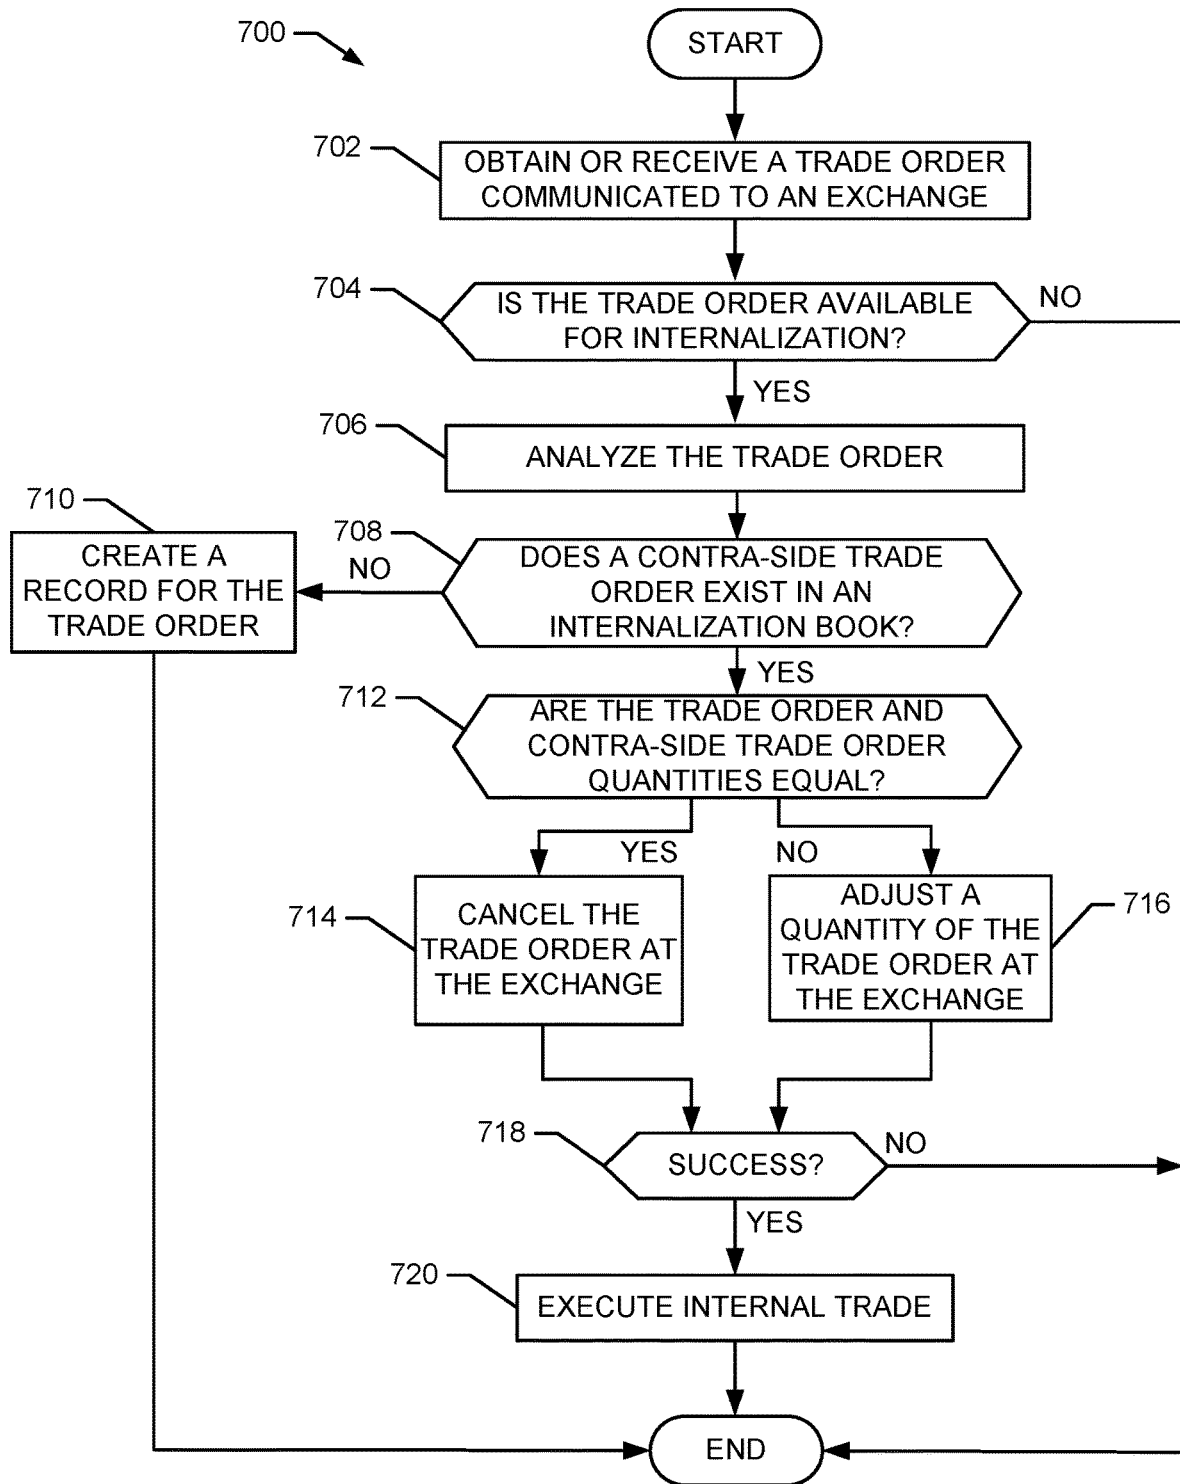 700
START
702
OBTAIN OR RECEIVE A TRADE ORDER
COMMUNICATED TO AN EXCHANGE
704
IS THE TRADE ORDER AVAILABLE
FOR INTERNALIZATION?
NO
YES
706
ANALYZE THE TRADE ORDER
710
CREATE A
RECORD FOR THE
TRADE ORDER
NO
708
DOES A CONTRA-SIDE TRADE
ORDER EXIST IN AN
INTERNALIZATION BOOK?
YES
712
ARE THE TRADE ORDER AND
CONTRA-SIDE TRADE ORDER
QUANTITIES EQUAL?
YES
NO
714
CANCEL THE
TRADE ORDER AT
THE EXCHANGE
ADJUST A
QUANTITY OF THE
TRADE ORDER AT
THE EXCHANGE
716
718
SUCCESS?
NO
YES
720
EXECUTE INTERNAL TRADE
END